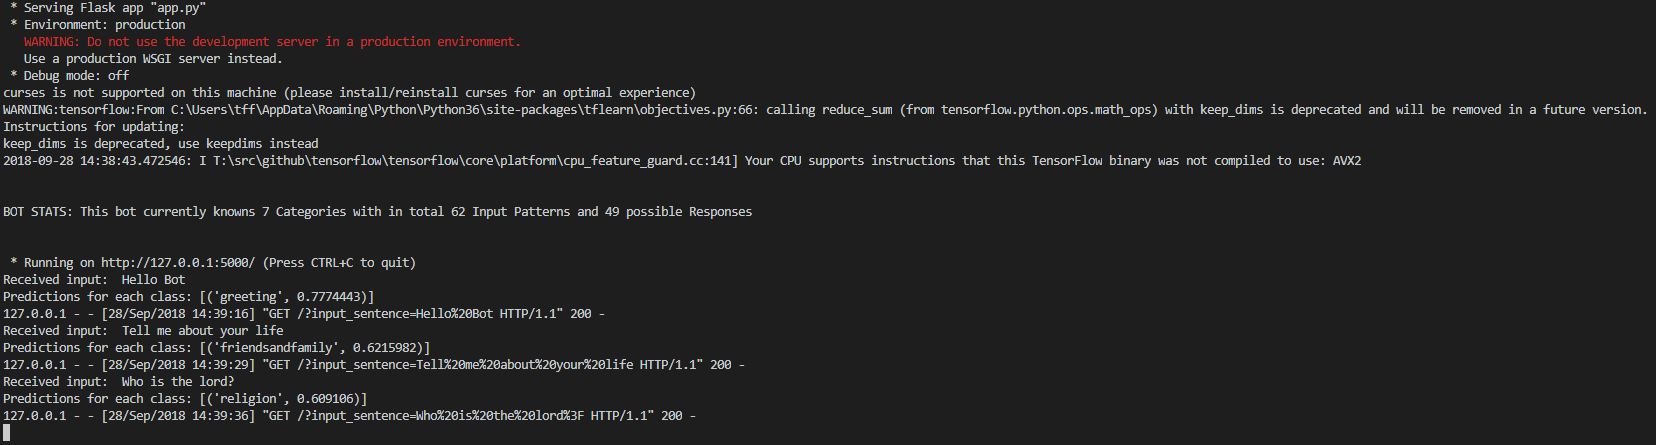 * Serving Flask app "app.py"
* Environment: production
WARNING: Do not use the development server in a production environment.
Use a production WSGI server instead.
* Debug mode: off
curses is not supported on this machine (please install/reinstall curses for an optimal experience)
WARNING:tensorflow:From C:\Users\tff\AppData\Roaming\Python\Python36\site-packages\tflearn\objectives.py:66: calling reduce_sum (from tensorflow.python.ops.math_ops) with keep_dims is deprecated and will be removed in a future version.
Instructions for updating:
keep_dims is deprecated, use keepdims instead
2018-09-28 14:38:43.472546: I T:\src\github\tensorflow\tensorflow\core\platform\cpu_feature_guard.cc:141] Your CPU supports instructions that this TensorFlow binary was not compiled to use: AVX2
BOT STATS: This bot currently knowns 7 Categories with in total 62 Input Patterns and 49 possible Responses
* Running on http://127.0.0.1:5000/ (Press CTRL+C to quit)
Received input:  Hello Bot
Predictions for each class: [('greeting', 0.7774443)]
127.0.0.1 - - [28/Sep/2018 14:39:16] "GET /?input_sentence=Hello%20Bot HTTP/1.1" 200 -
Received input:  Tell me about your life
Predictions for each class: [('friendsandfamily', 0.6215982)]
127.0.0.1 - - [28/Sep/2018 14:39:29] "GET /?input_sentence=Tell%20me%20about%20your%20life HTTP/1.1" 200 -
Received input:  Who is the lord?
Predictions for each class: [('religion', 0.609106)]
127.0.0.1 - - [28/Sep/2018 14:39:36] "GET /?input_sentence=Who%20is%20the%20lord%3F HTTP/1.1" 200 -